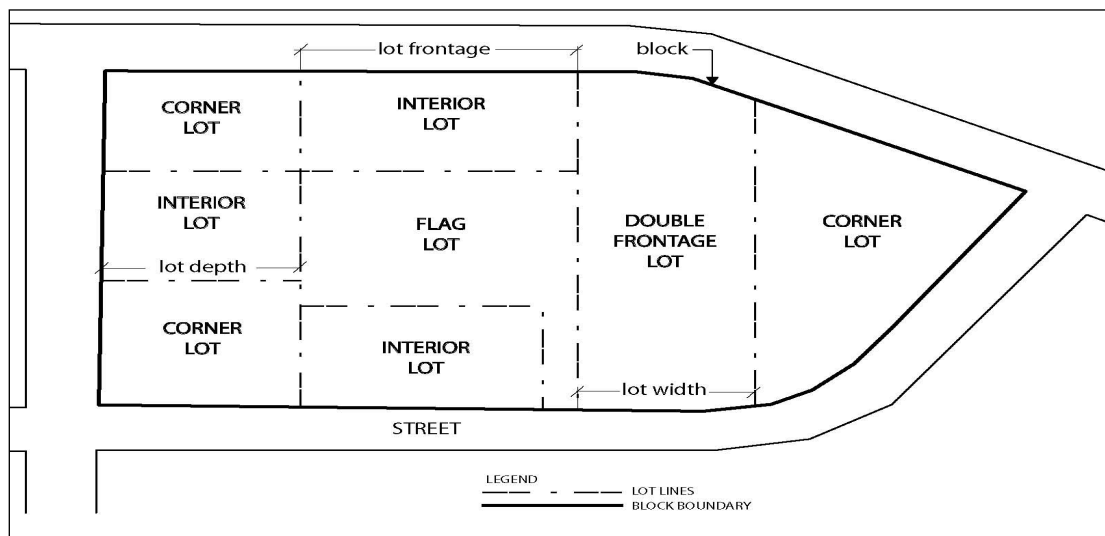 lot frontage
block
CORNER
LOT
INTERIOR
LOT
INTERIOR
LOT
FLAG
LOT
DOUBLE
FRONTAGE
LOT
CORNER
LOT
lot depth
CORNER
LOT
INTERIOR
LOT
lot width
STREET
LEGEND
LOT LINES
BLOCK BOUNDARY